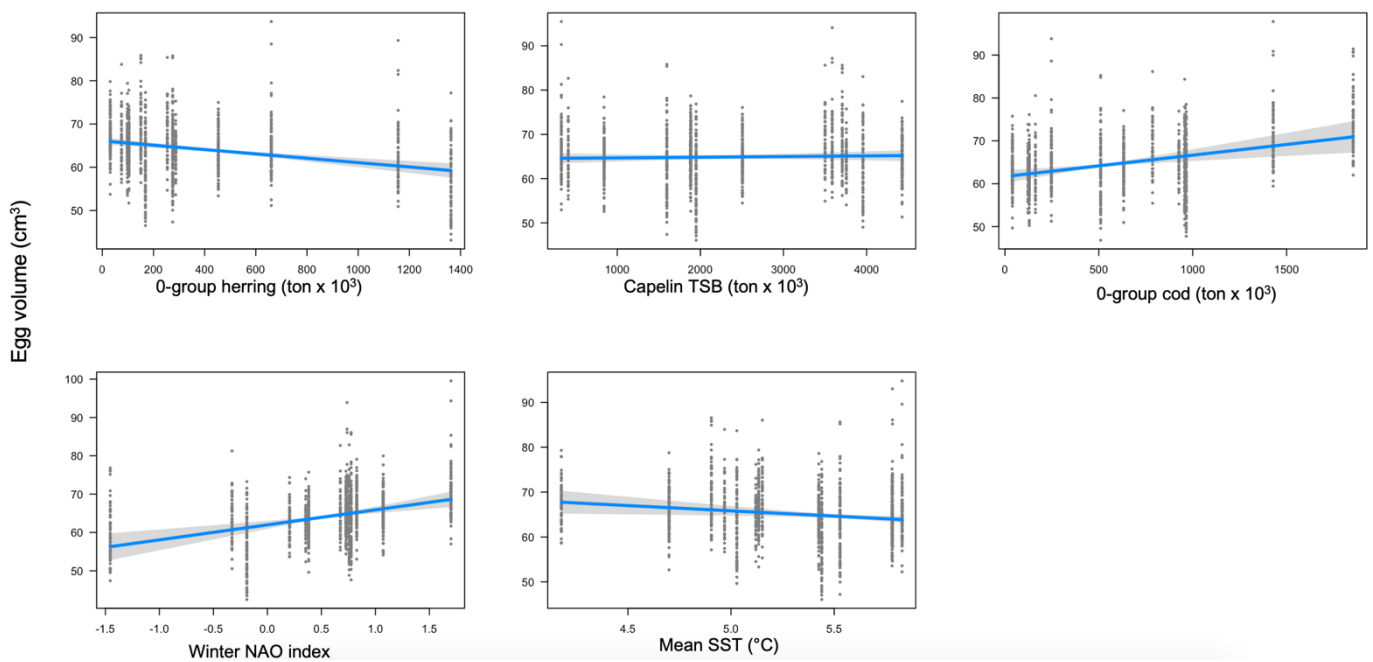 Egg volume (cm³)
90
80
70
60
50
0 200 400 600 800 1000 1200 1400
0-group herring (ton x 10³)
90
80
70
60
50
1000 2000 3000 4000
Capelin TSB (ton x 10³)
90
80
70
60
50
0 500 1000 1500
0-group cod (ton x 10³)
100
90
80
70
60
50
-1.5 -1.0 -0.5 0.0 0.5 1.0 1.5
Winter NAO index
90
80
70
60
50
4.5 5.0 5.5
Mean SST (°C)